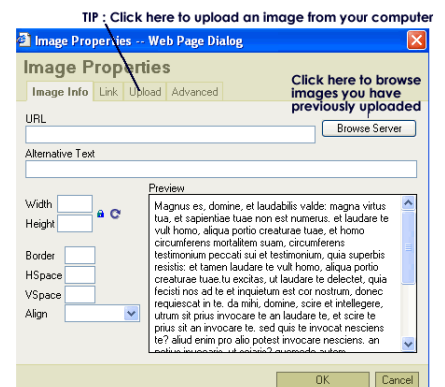 TIP : Click here to upload an image from your computer
Image Properties -- Web Page Dialog
Image Properties
Click here to browse
images you have
previously uploaded
Image Info Link Upload Advanced
URL
Browse Server
Alternative Text
Preview
Width
Height
Border
HSpace
VSpace
Align
Magnus es, domine, et laudabilis valde: magna virtus
tua, et sapientiae tuae non est numerus. et laudare te
vult homo, aliqua portio creaturae tuae, et homo
circumferens mortalitem suam, circumferens
testimonium peccati sui et testimonium, quia superbis
resistis: et tamen laudare te vult homo, aliqua portio
creaturae tuae.tu excitas, ut laudare te delectet, quia
fecisti nos ad te et inquietum est cor nostrum, donec
requiescat in te. da mihi, domine, scire et intellegere,
utrum sit prius invocare te an laudare te, et scire te
prius sit an invocare te. sed quis te invocat nesciens
te? aliud enim pro alio potest invocare nesciens. an
potius invocaris, ut sciaris? quomodo autem
OK Cancel